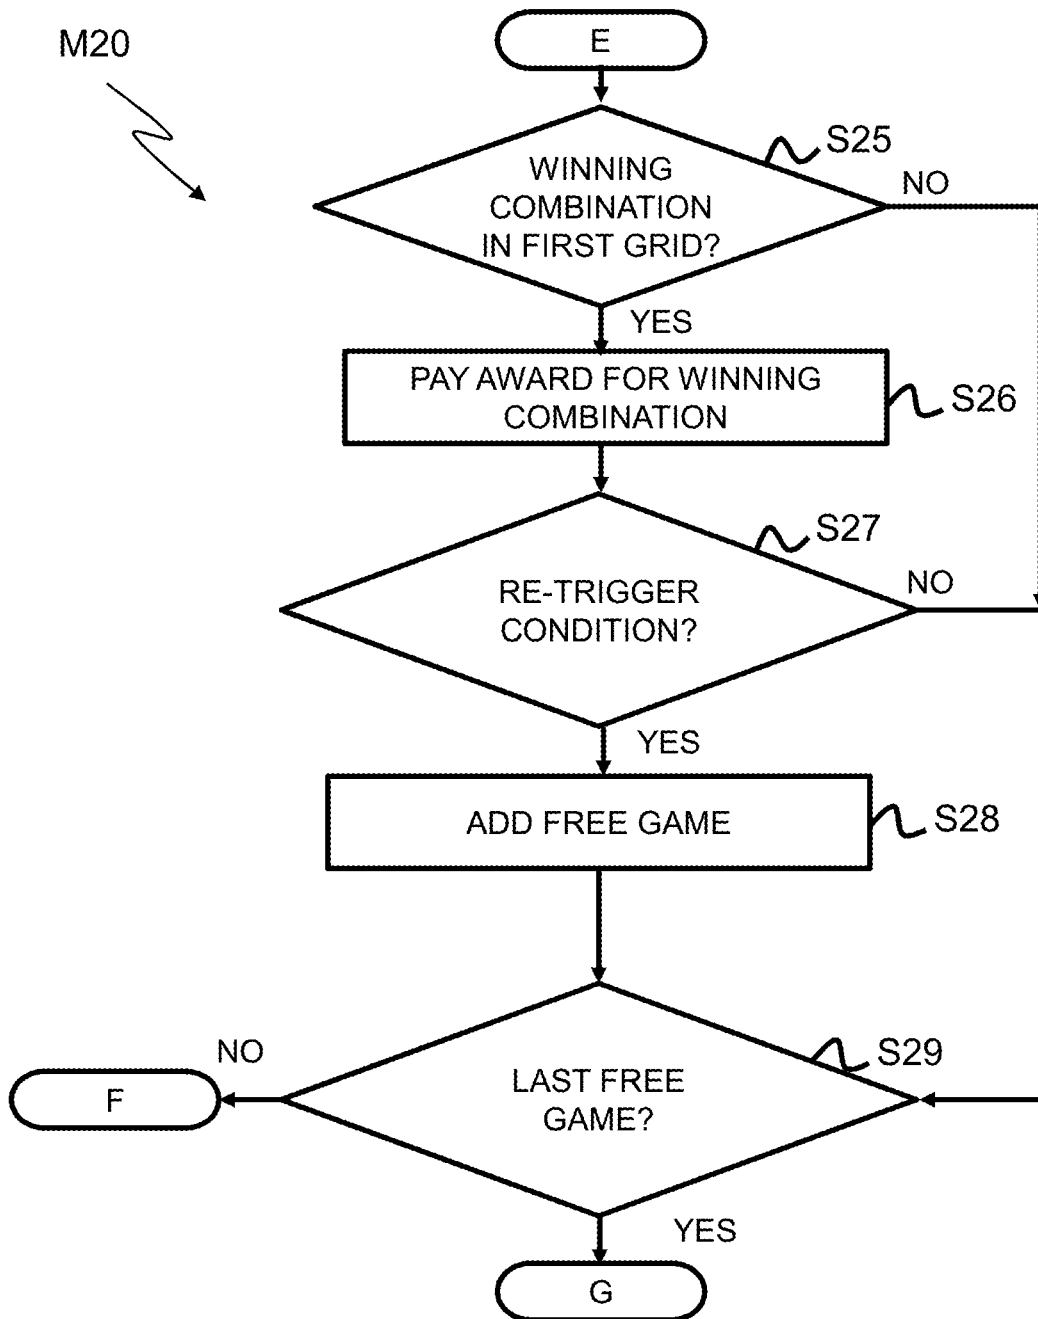 M20
E
S25
WINNING
COMBINATION
IN FIRST GRID?
NO
YES
PAY AWARD FOR WINNING
COMBINATION
S26
S27
RE-TRIGGER
CONDITION?
NO
YES
ADD FREE GAME
S28
S29
NO
LAST FREE
GAME?
F
YES
G